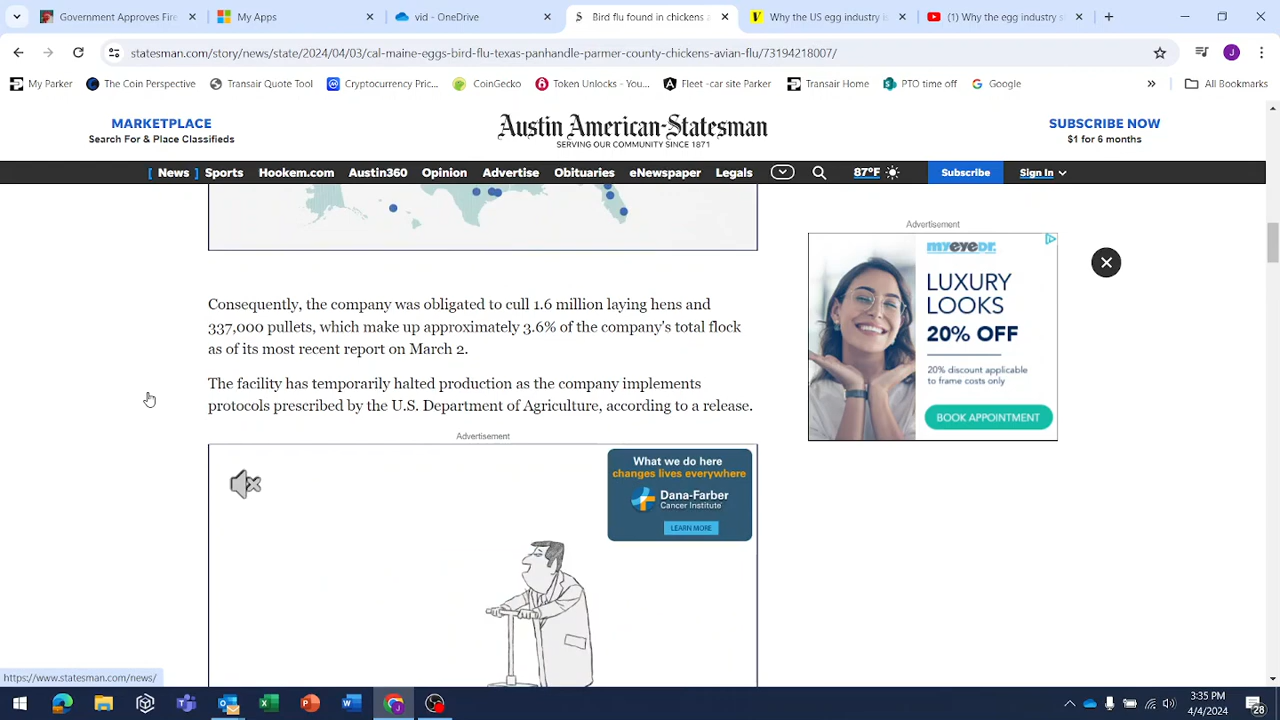 Approved Government Fire
My Apps
vid - OneDrive
Bird flu found in chickens a
Why the US egg industry i
The US egg industry s
statesman.com/story/news/state/2024/04/03/cal-maine-eggs-bird-flu-texas-panhandle-parmer-county-chickens-avian-flu/73194218007/
J
My Parker
The Coin Perspective
Transair Quote Tool
Cryptocurrency Pric...
CoinGecko
Token Unlocks - You...
Fleet -car site Parker
Transair Home
PTO time off
Google
All Bookmarks
MARKETPLACE
Search For & Place Classifieds
Austin American-Statesman
SERVING OUR COMMUNITY SINCE 1871
SUBSCRIBE NOW
$1 for 6 months
[ News ] Sports Hookem.com Austin360 Opinion Advertise Obituaries eNewspaper Legals 87°F Subscribe Sign In
Consequently, the company was obligated to cull 1.6 million laying hens and
337,000 pullets, which make up approximately 3.6% of the company's total flock
as of its most recent report on March 2.
The facility has temporarily halted production as the company implements
protocols prescribed by the U.S. Department of Agriculture, according to a release.
Advertisement
What we do here
changes lives everywhere
Dana-Farber
Cancer Institute
LEARN MORE
Advertisement
myeyedr.
LUXURY
LOOKS
20% OFF
20% discount applicable
to frame costs only
BOOK APPOINTMENT
https://www.statesman.com/news/
3:35 PM
4/4/2024
28